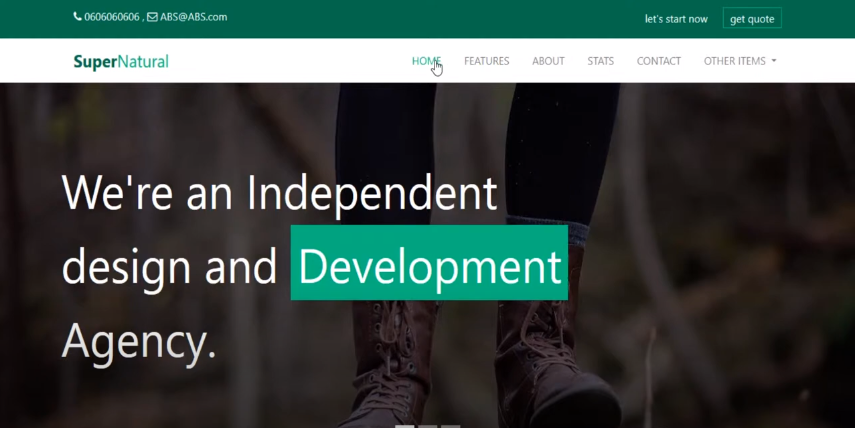 0606060606 , ABS@ABS.com
let's start now get quote
SuperNatural HOME FEATURES ABOUT STATS CONTACT OTHER ITEMS
We're an Independent
design and Development
Agency.